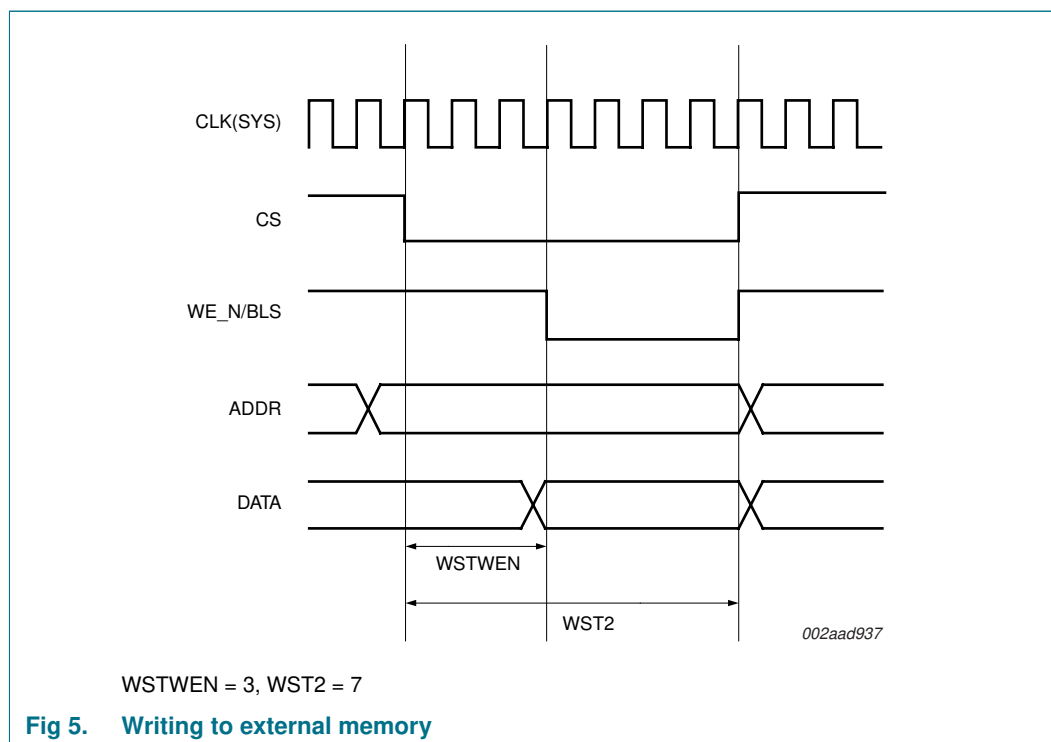 CLK(SYS)
CS
WE_N/BLS
ADDR
DATA
WSTWEN
WST2
002aad937
WSTWEN = 3, WST2 = 7
Fig 5. Writing to external memory